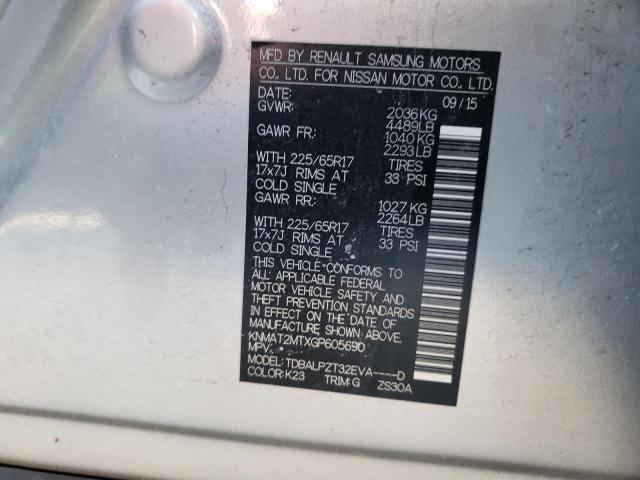 MFD BY RENAULT SAMSUNG MOTORS
CO., LTD. FOR NISSAN MOTOR CO., LTD.
DATE: 09/15
GVWR: 2036KG
4489LB
GAWR FR: 1040KG
2293LB
WITH 225/65R17 TIRES
17x7J RIMS AT 33 PSI
COLD SINGLE
GAWR RR: 1027KG
2264LB
WITH 225/65R17 TIRES
17x7J RIMS AT 33 PSI
COLD SINGLE
THIS VEHICLE CONFORMS TO
ALL APPLICABLE FEDERAL
MOTOR VEHICLE SAFETY AND
THEFT PREVENTION STANDARDS
IN EFFECT ON THE DATE OF
MANUFACTURE SHOWN ABOVE.
KNMAT2MTXGP605690
MPV
MODEL: TDBALPZT32EVA----D
COLOR: K23 TRIM: G ZS30A